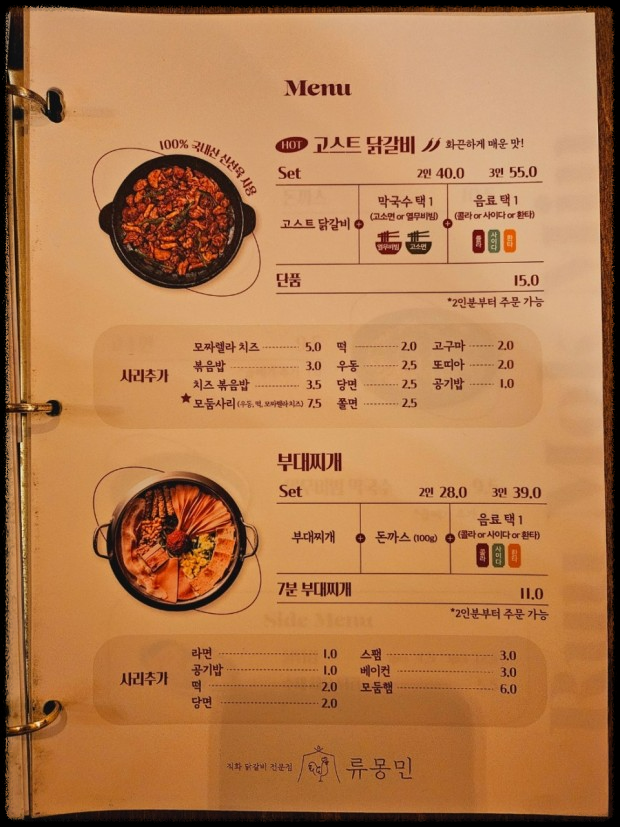 Menu
100% 국내산 신선육 사용
HOT 고스트 닭갈비 화끈하게 매운 맛!
Set 2인 40.0 3인 55.0
고스트 닭갈비 + 막국수 택 1 + 음료 택 1
(고소면 or 열무비빔) (콜라 or 사이다 or 환타)
열무비빔 고소면 콜라 사이다 환타
단품 15.0
*2인분부터 주문 가능
사리추가
모짜렐라 치즈 5.0 떡 2.0 고구마 2.0
볶음밥 3.0 우동 2.5 또띠아 2.0
치즈 볶음밥 3.5 당면 2.5 공기밥 1.0
★모둠사리 (우동, 떡, 모짜렐라치즈) 7.5 쫄면 2.5
부대찌개
Set 2인 28.0 3인 39.0
부대찌개 + 돈까스 (100g) + 음료 택 1
(콜라 or 사이다 or 환타)
콜라 사이다 환타
7분 부대찌개 11.0
*2인분부터 주문 가능
사리추가
라면 1.0 스팸 3.0
공기밥 1.0 베이컨 3.0
떡 2.0 모둠햄 6.0
당면 2.0
Side Menu
직화 닭갈비 전문점 류몽민